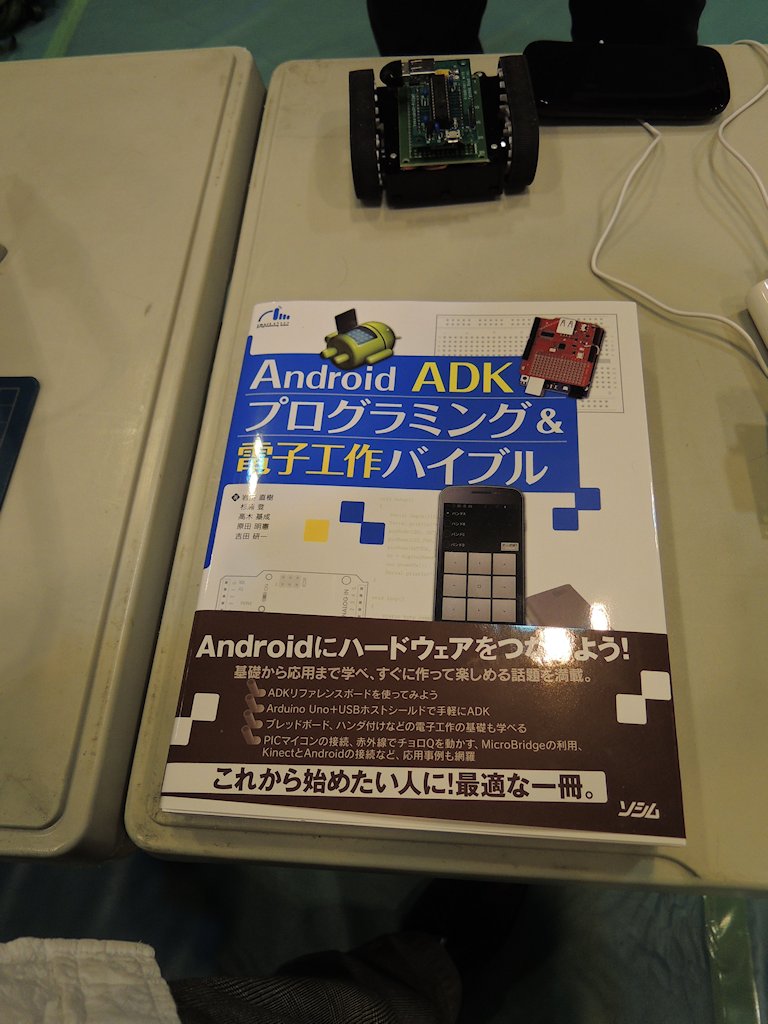 Android ADK
プログラミング&
電子工作バイブル
直樹
高木 基成
原田 明憲
吉田 研一
ANALOG IN
Androidにハードウェアをつな よう!
基礎から応用まで学べ、すぐに作って楽しめる話題を満載。
ADKリファレンスボードを使ってみよう
Arduino Uno+USBホストシールドで手軽にADK
ブレッドボード、ハンダ付けなどの電子工作の基礎も学べる
PICマイコンの接続、赤外線でチョロQを動かす、MicroBridgeの利用、
KinectとAndroidの接続など、応用事例も網羅
これから始めたい人に!最適な一冊。
ソシム